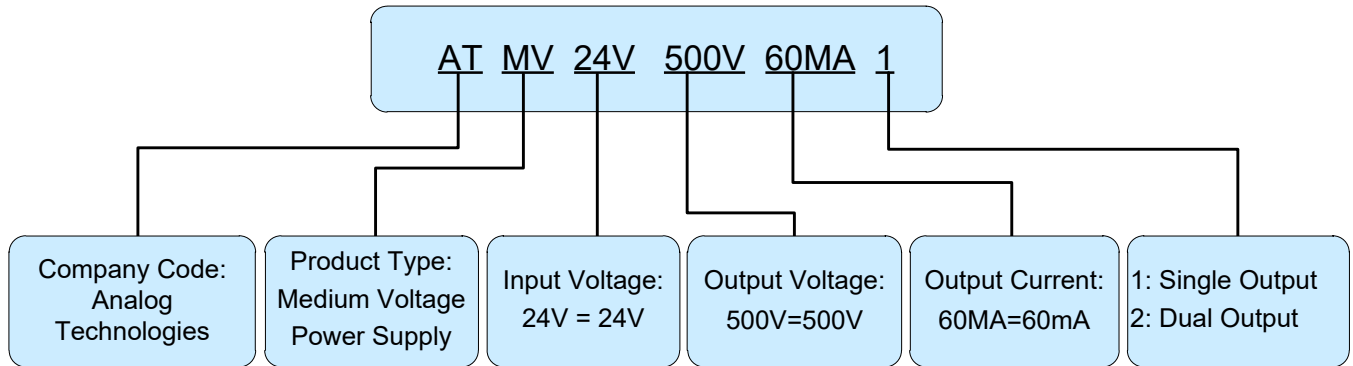 AT MV 24V 500V 60MA 1
Company Code:
Analog
Technologies
Product Type:
Medium Voltage
Power Supply
Input Voltage:
24V = 24V
Output Voltage:
500V=500V
Output Current:
60MA=60mA
1: Single Output
2: Dual Output